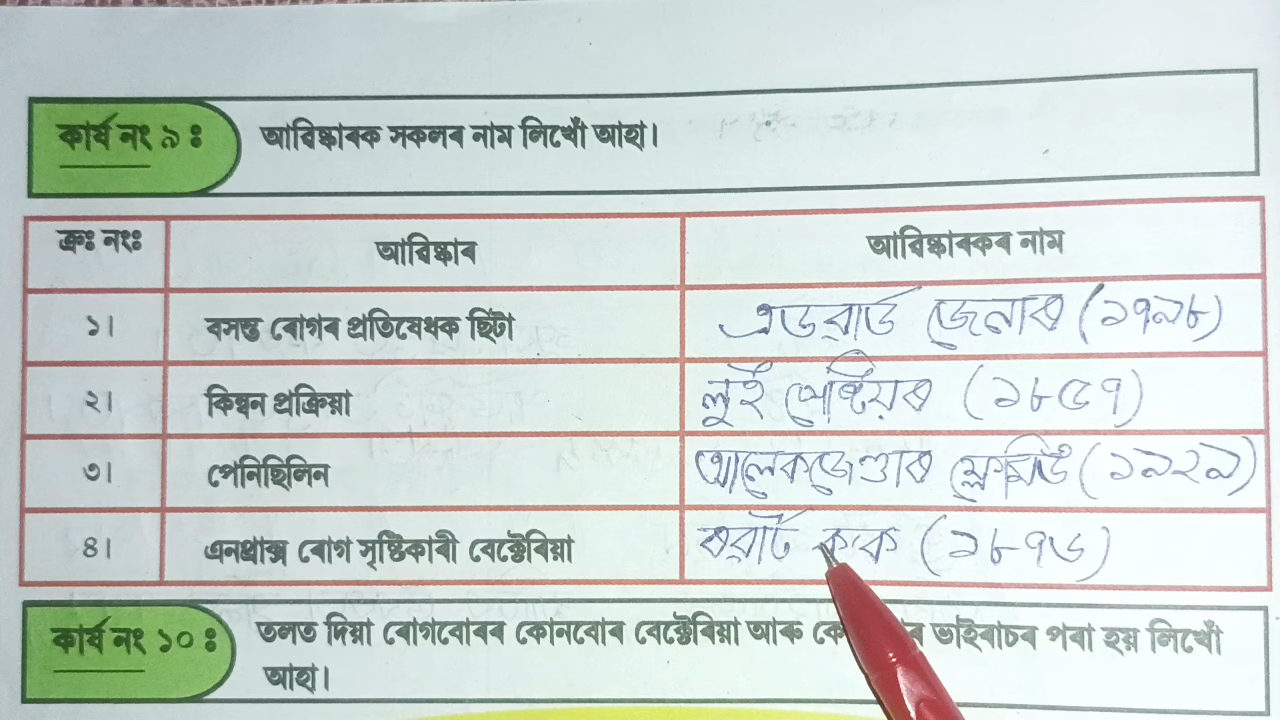 কাৰ্য নং ৯ ঃ আৱিষ্কাৰক সকলৰ নাম লিখোঁ আহা।
ক্ৰঃ নংঃ আৱিষ্কাৰ আৱিষ্কাৰকৰ নাম
১। বসন্ত ৰোগৰ প্ৰতিষেধক ছিটা এডৱাৰ্ড জেনাৰ (১৭৯৮)
২। কিন্বন প্ৰক্ৰিয়া লুই পেষ্টিয়ৰ (১৮৫৭)
৩। পেনিছিলিন আলেকজেণ্ডাৰ ফ্লেমিং (১৯২৯)
৪। এনথ্ৰাক্স ৰোগ সৃষ্টিকাৰী বেক্টেৰিয়া ৰৱাৰ্ট কক (১৮৭৬)
কাৰ্য নং ১০ ঃ তলত দিয়া ৰোগবোৰৰ কোনবোৰ বেক্টেৰিয়া আৰু ভাইৰাচৰ পৰা হয় লিখোঁ
আহা।